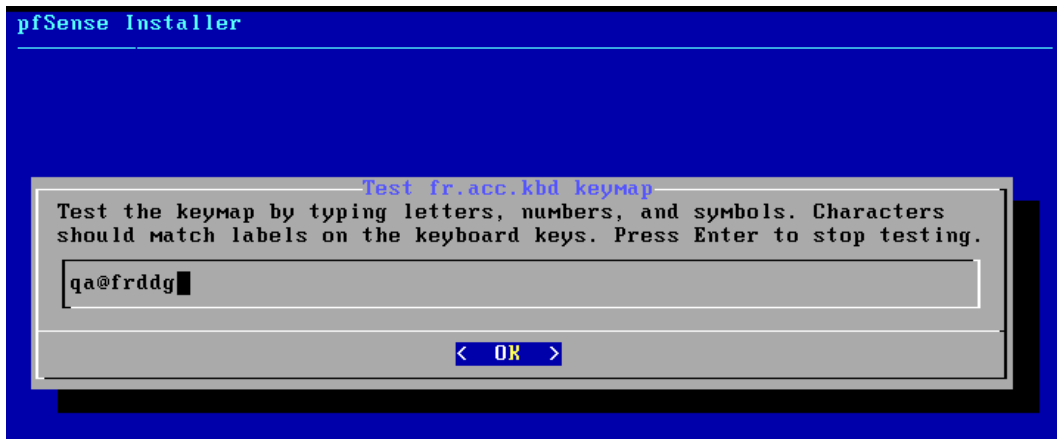 pfSense Installer
Test fr.acc.kbd keymap
Test the keymap by typing letters, numbers, and symbols. Characters
should match labels on the keyboard keys. Press Enter to stop testing.
qa@frddg
< OK >